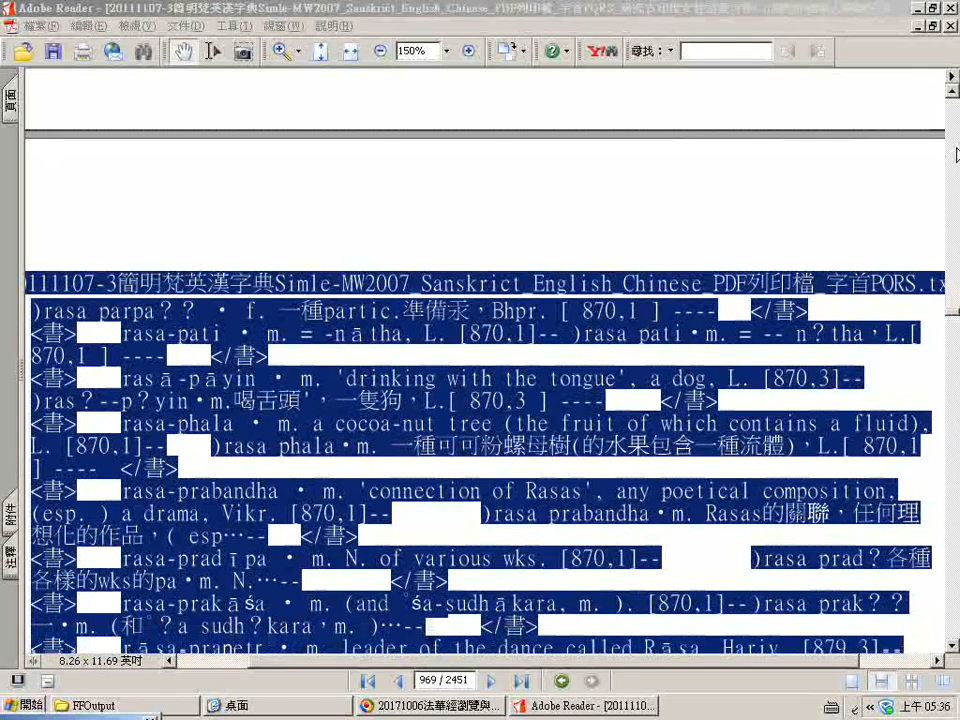 Adobe Reader - [20111107-3簡明梵英漢字典Simle-MW2007_Sanskrict_English_Chinese_PDF列印檔_字首PQRS.
檔案(F) 編輯(E) 檢視(V) 文件(D) 工具(T) 視窗(W) 說明(H)
150% Y! 尋找:
頁面
附件
註釋
0111107-3簡明梵英漢字典Simle-MW2007_Sanskrict_English_Chinese_PDF列印檔_字首PQRS.tx
)rasa parpa?? • f. 一種partic.準備汞,Bhpr. [ 870,1 ] ---- </書>
<書> rasa-pati • m. = -nātha, L. [870,1]-- )rasa pati•m. = -- n?tha,L.[
870,1 ] ---- </書>
<書> rasā-pāyin • m. 'drinking with the tongue', a dog, L. [870,3]--
)ras?--p?yin•m.喝舌頭',一隻狗,L.[ 870,3 ] ---- </書>
<書> rasa-phala • m. a cocoa-nut tree (the fruit of which contains a fluid),
L. [870,1]-- )rasa phala•m. 一種可可粉螺母樹(的水果包含一種流體),L.[ 870,1
] ---- </書>
<書> rasa-prabandha • m. 'connection of Rasas', any poetical composition,
(esp. ) a drama, Vikr. [870,1]-- )rasa prabandha•m. Rasas的關聯,任何理
想化的作品,( esp…-- </書>
<書> rasa-pradīpa • m. N. of various wks. [870,1]-- )rasa prad?各種
各樣的wks的pa•m. N.…-- </書>
<書> rasa-prakāśa • m. (and ˚śa-sudhākara, m. ). [870,1]-- )rasa prak??
一•m. (和˚?a sudh?kara,m. )…-- </書>
<書> rāsa-praṇetṛ • m. leader of the dance called Rāsa, Hariv. [879,3]--
8.26 x 11.69 英吋
969 / 2451
開始 FFOutput 桌面 20171006法華經瀏覽與... Adobe Reader - [2011110... 上午 05:36